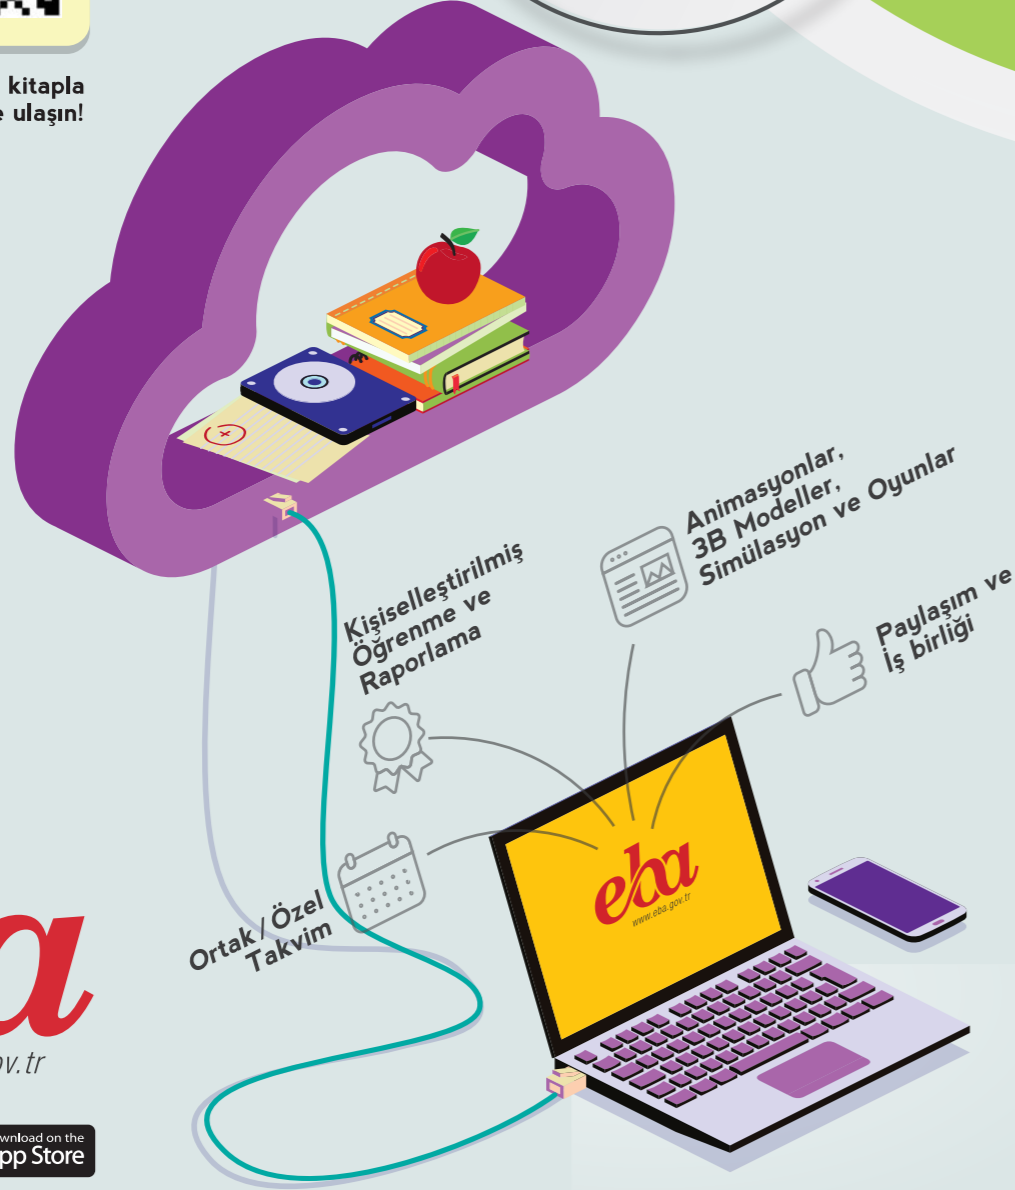 kitapla
ulaşın!
Animasyonlar,
3B Modeller,
Simülasyon ve Oyunlar
Kişiselleştirilmiş
Öğrenme ve
Raporlama
Paylaşım ve
İş birliği
Ortak / Özel
Takvim
eba
www.eba.gov.tr
a
ov.tr
wnload on the
pp Store